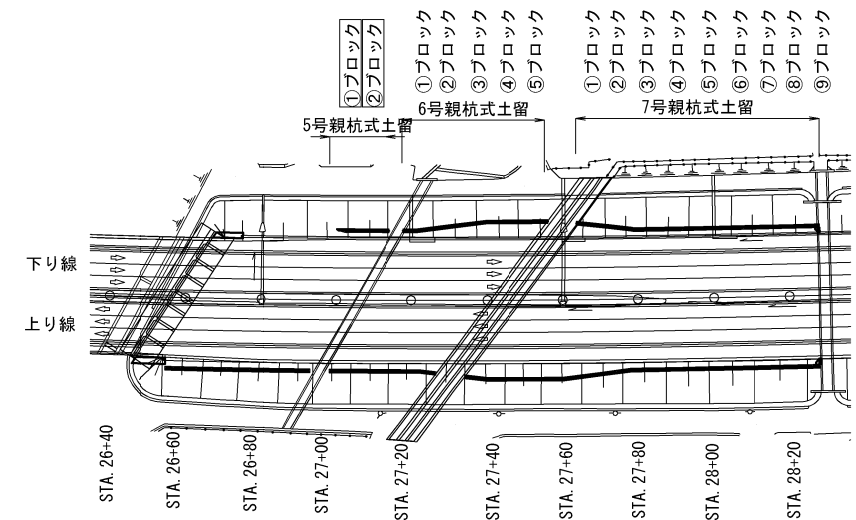 ①ブロック
②ブロック
①ブロック
②ブロック
③ブロック
④ブロック
⑤ブロック
①ブロック
②ブロック
③ブロック
④ブロック
⑤ブロック
⑥ブロック
⑦ブロック
⑧ブロック
⑨ブロック
5号親杭式土留
6号親杭式土留
7号親杭式土留
下り線
上り線
STA. 26+40
STA. 26+60
STA. 26+80
STA. 27+00
STA. 27+20
STA. 27+40
STA. 27+60
STA. 27+80
STA. 28+00
STA. 28+20